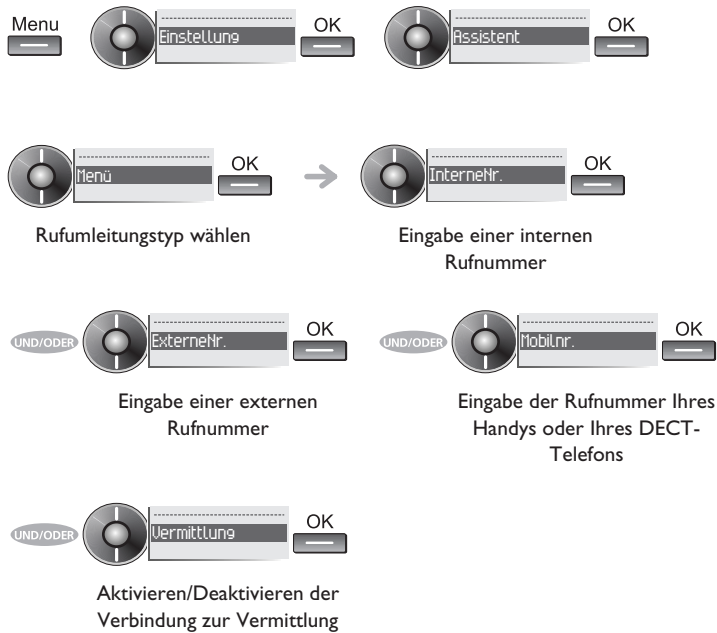 Menu
Einstellung
OK
Assistent
OK
Menü
OK
InterneNr.
OK
Rufumleitungstyp wählen
Eingabe einer internen
Rufnummer
UND/ODER
ExterneNr.
OK
UND/ODER
Mobilnr.
OK
Eingabe einer externen
Rufnummer
Eingabe der Rufnummer Ihres
Handys oder Ihres DECT-
Telefons
UND/ODER
Vermittlung
OK
Aktivieren/Deaktivieren der
Verbindung zur Vermittlung